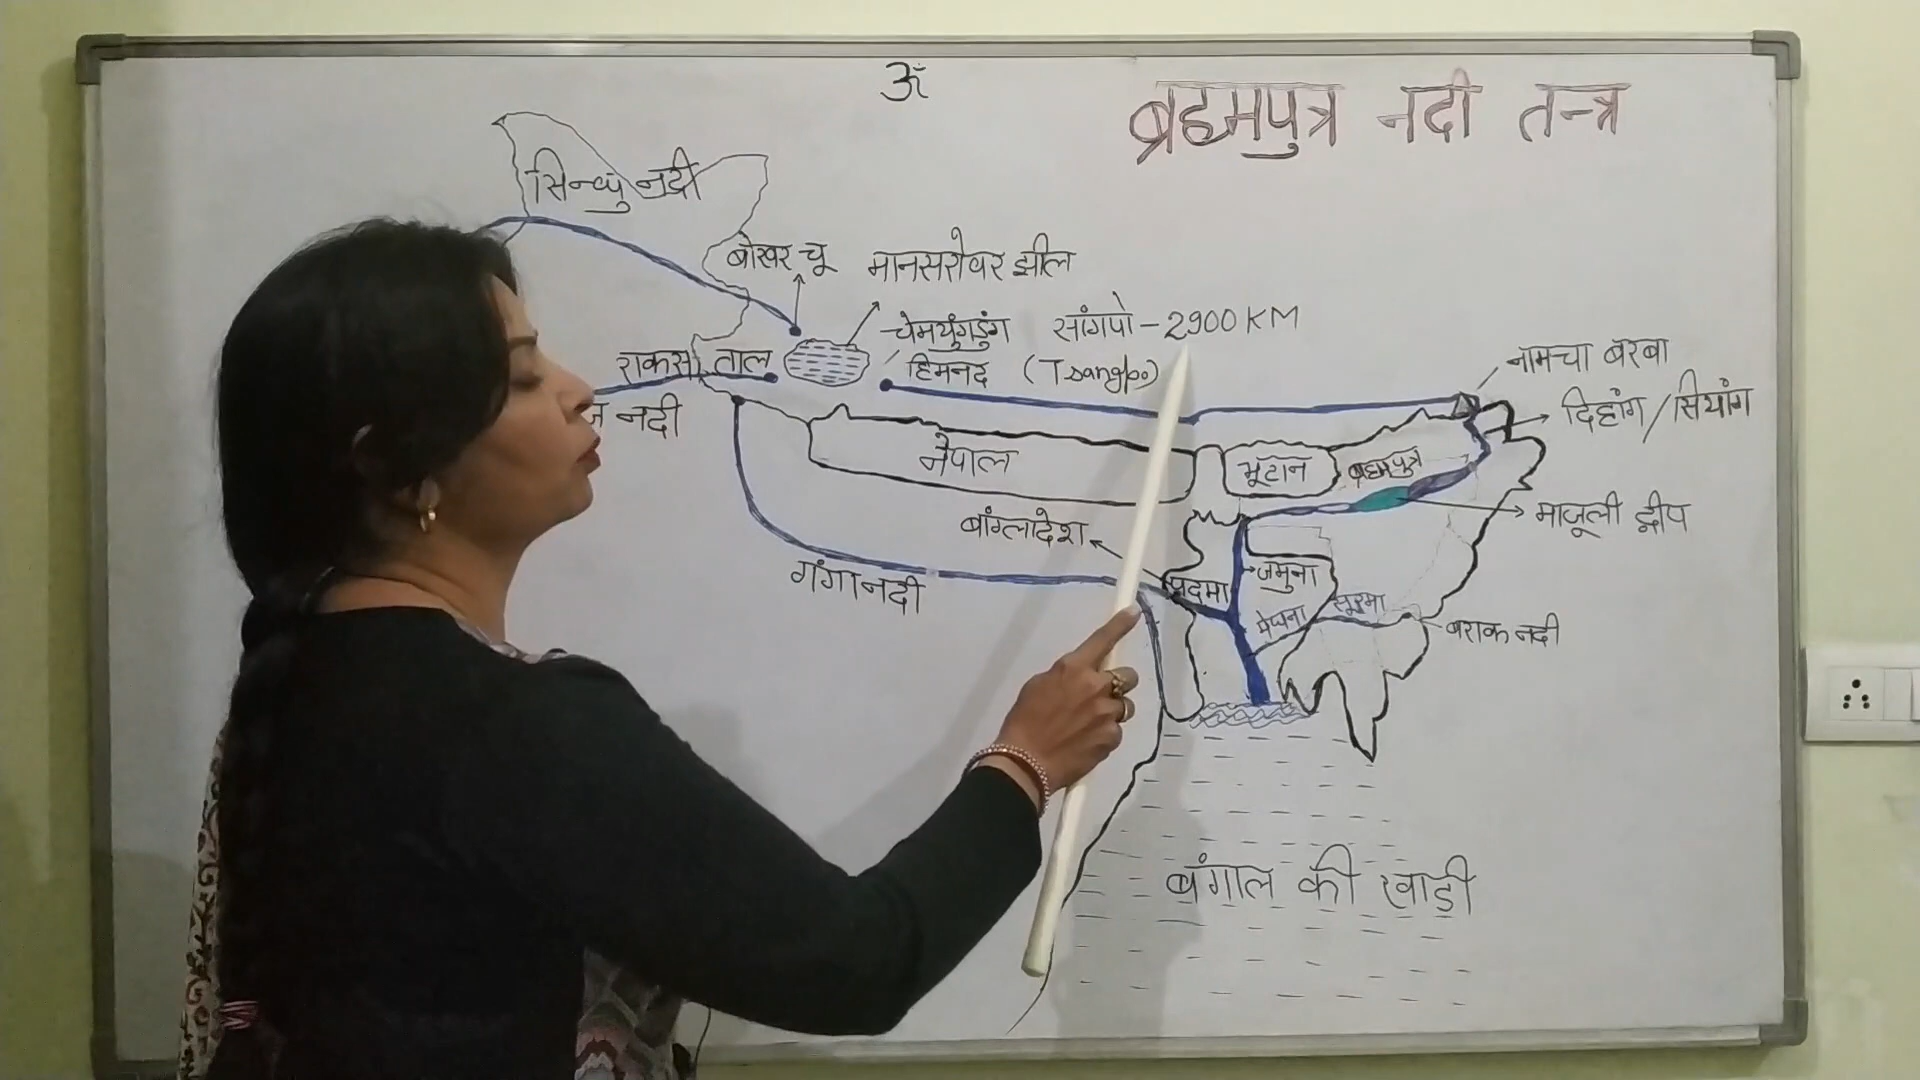 ॐ
ब्रह्मपुत्र नदी तन्त्र
सिन्धु नदी
बोखर चू
मानसरोवर झील
चेमयुंगडुंग
हिमनद
सांगपो - 2900 KM
(Tsangpo)
राकस ताल
ज नदी
नामचा बरबा
दिहांग / सियांग
नेपाल
भूटान
ब्रह्मपुत्र
माजूली द्वीप
बांग्लादेश
गंगा नदी
पदमा
जमुना
मेघना
सूरमा
बराक नदी
बंगाल की खाड़ी